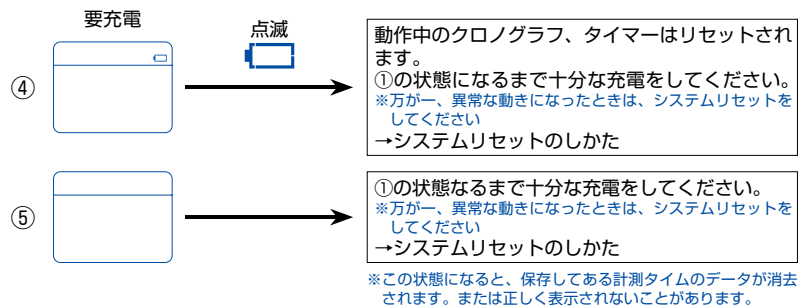 要充電
点滅
④
動作中のクロノグラフ、タイマーはリセットされ
ます。
①の状態になるまで十分な充電をしてください。
※万が一、異常な動きになったときは、システムリセットを
してください
→システムリセットのしかた
⑤
①の状態なるまで十分な充電をしてください。
※万が一、異常な動きになったときは、システムリセットを
してください
→システムリセットのしかた
※この状態になると、保存してある計測タイムのデータが消去
されます。または正しく表示されないことがあります。